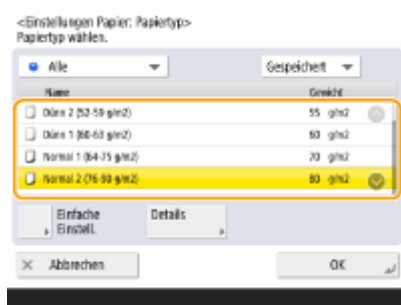 <Einstellungen Papier: Papiertyp>
Papiertyp wählen.
Alle Gespeichert
Name Gewicht
Dünn 2 (52-59 g/m2) 55 g/m2
Dünn 1 (60-63 g/m2) 60 g/m2
Normal 1 (64-75 g/m2) 70 g/m2
Normal 2 (76-90 g/m2) 80 g/m2
Einfache Details
Einstell.
Abbrechen OK